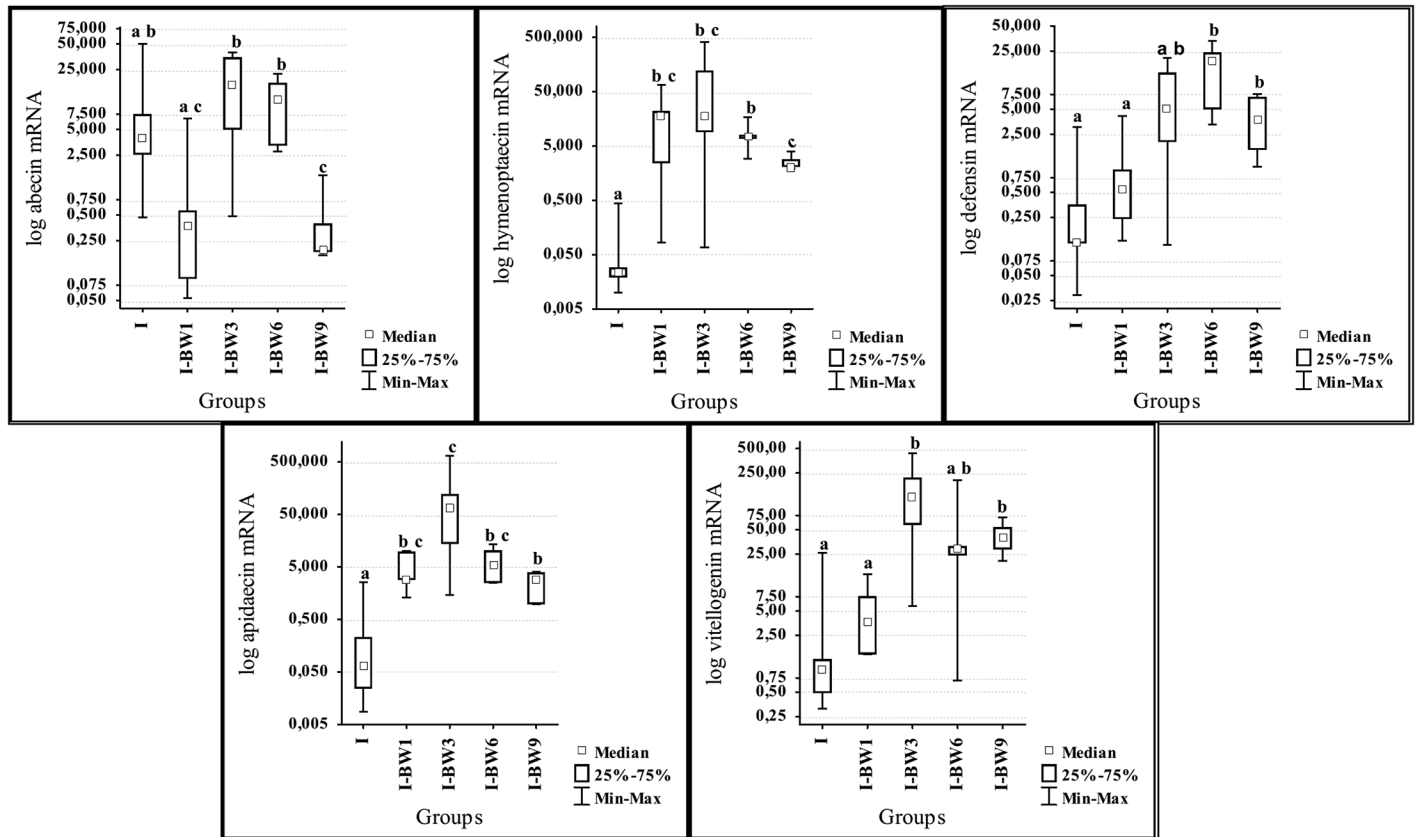 log abecin mRNA
75,000
50,000
25,000
7,500
5,000
2,500
0,750
0,500
0,250
0,075
0,050
a b
a c
b
b
c
I
I-BW1
I-BW3
I-BW6
I-BW9
Groups
Median
25%-75%
Min-Max
log hymenoptaecin mRNA
500,000
50,000
5,000
0,500
0,050
0,005
a
b c
b c
b
c
I
I-BW1
I-BW3
I-BW6
I-BW9
Groups
Median
25%-75%
Min-Max
log defensin mRNA
50,000
25,000
7,500
5,000
2,500
0,750
0,500
0,250
0,075
0,050
0,025
a
a
a b
b
b
I
I-BW1
I-BW3
I-BW6
I-BW9
Groups
Median
25%-75%
Min-Max
log apidaecin mRNA
500,000
50,000
5,000
0,500
0,050
0,005
a
b c
c
b c
b
I
I-BW1
I-BW3
I-BW6
I-BW9
Groups
Median
25%-75%
Min-Max
log vitellogenin mRNA
500,00
250,00
75,00
50,00
25,00
7,50
5,00
2,50
0,75
0,50
0,25
a
a
b
a b
b
I
I-BW1
I-BW3
I-BW6
I-BW9
Groups
Median
25%-75%
Min-Max